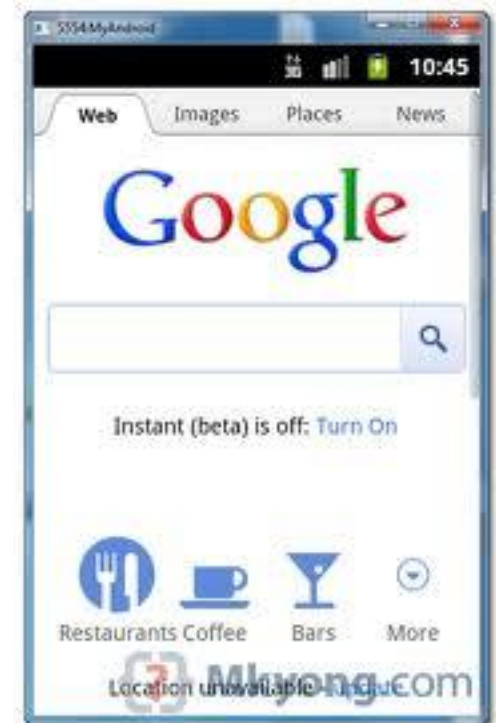 5554:MyAndroid
3G 10:45
Web Images Places News
Google
Instant (beta) is off: Turn On
Restaurants Coffee Bars More
Location unavailable - update
Mkyong.com